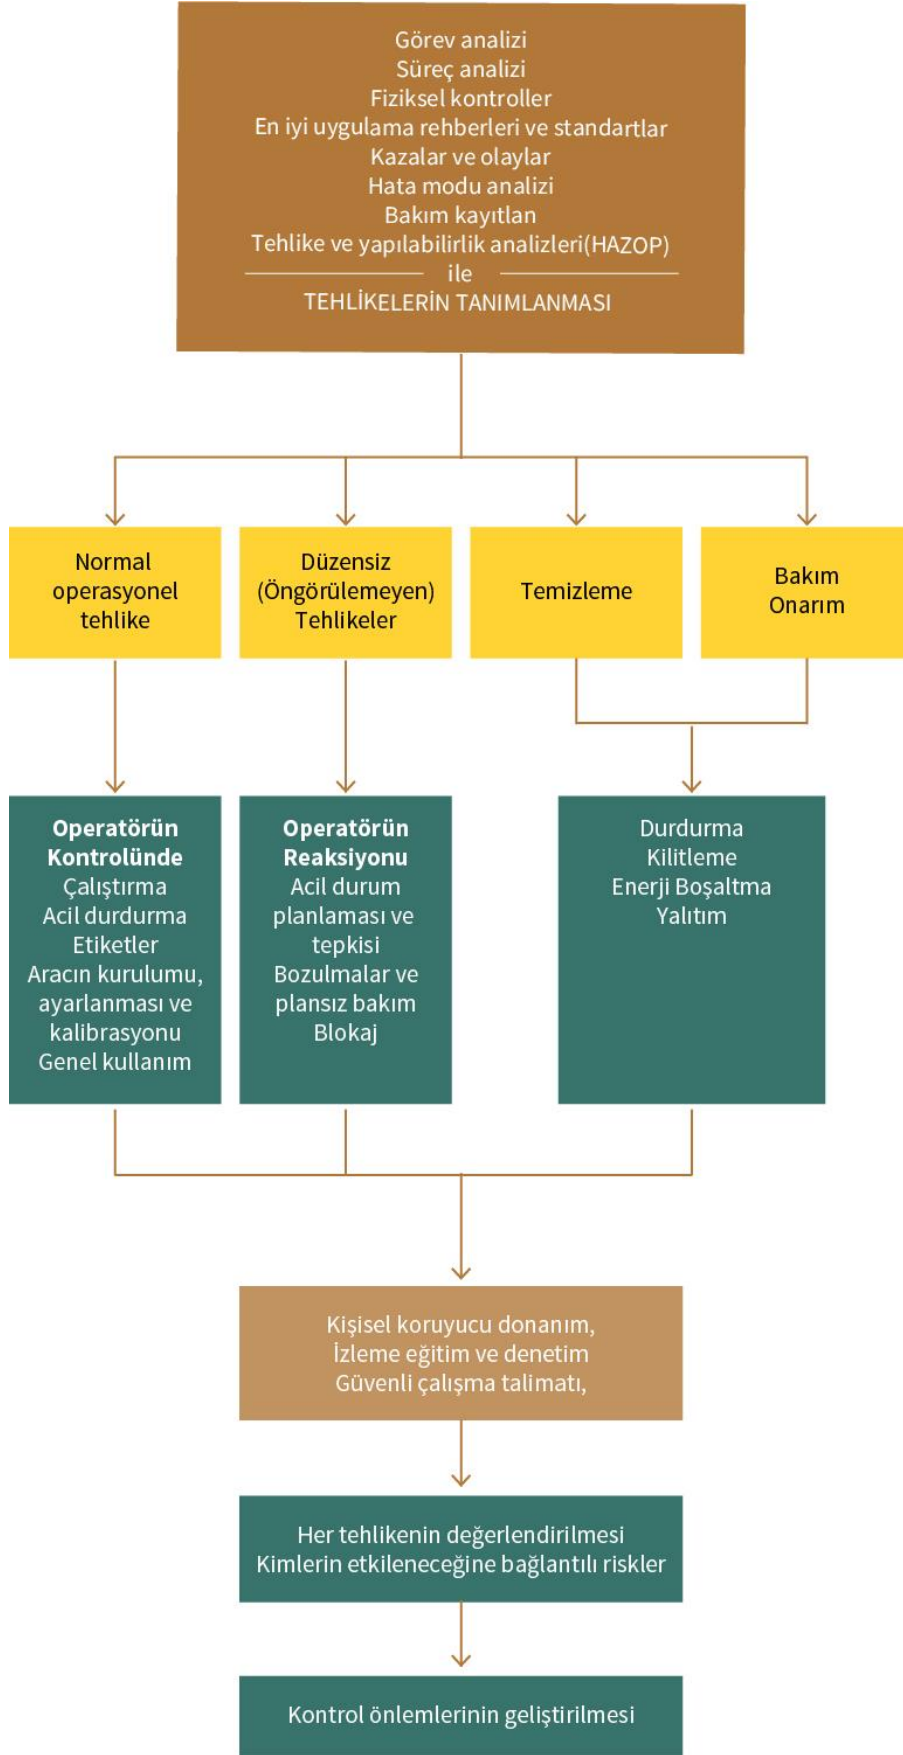 Görev analizi
Süreç analizi
Fiziksel kontroller
En iyi uygulama rehberleri ve standartlar
Kazalar ve olaylar
Hata modu analizi
Bakım kayıtlan
Tehlike ve yapılabilirlik analizleri(HAZOP)
ile
TEHLİKELERİN TANIMLANMASI
Normal
operasyonel
tehlike
Düzensiz
(Öngörülemeyen)
Tehlikeler
Temizleme
Bakım
Onarım
Operatörün
Kontrolünde
Çalıştırma
Acil durdurma
Etiketler
Aracın kurulumu,
ayarlanması ve
kalibrasyonu
Genel kullanım
Operatörün
Reaksiyonu
Acil durum
planlaması ve
tepkisi
Bozulmalar ve
plansız bakım
Blokaj
Durdurma
Kilitleme
Enerji Boşaltma
Yalıtım
Kişisel koruyucu donanım,
İzleme eğitim ve denetim
Güvenli çalışma talimatı,
Her tehlikenin değerlendirilmesi
Kimlerin etkileneceğine bağlantılı riskler
Kontrol önlemlerinin geliştirilmesi